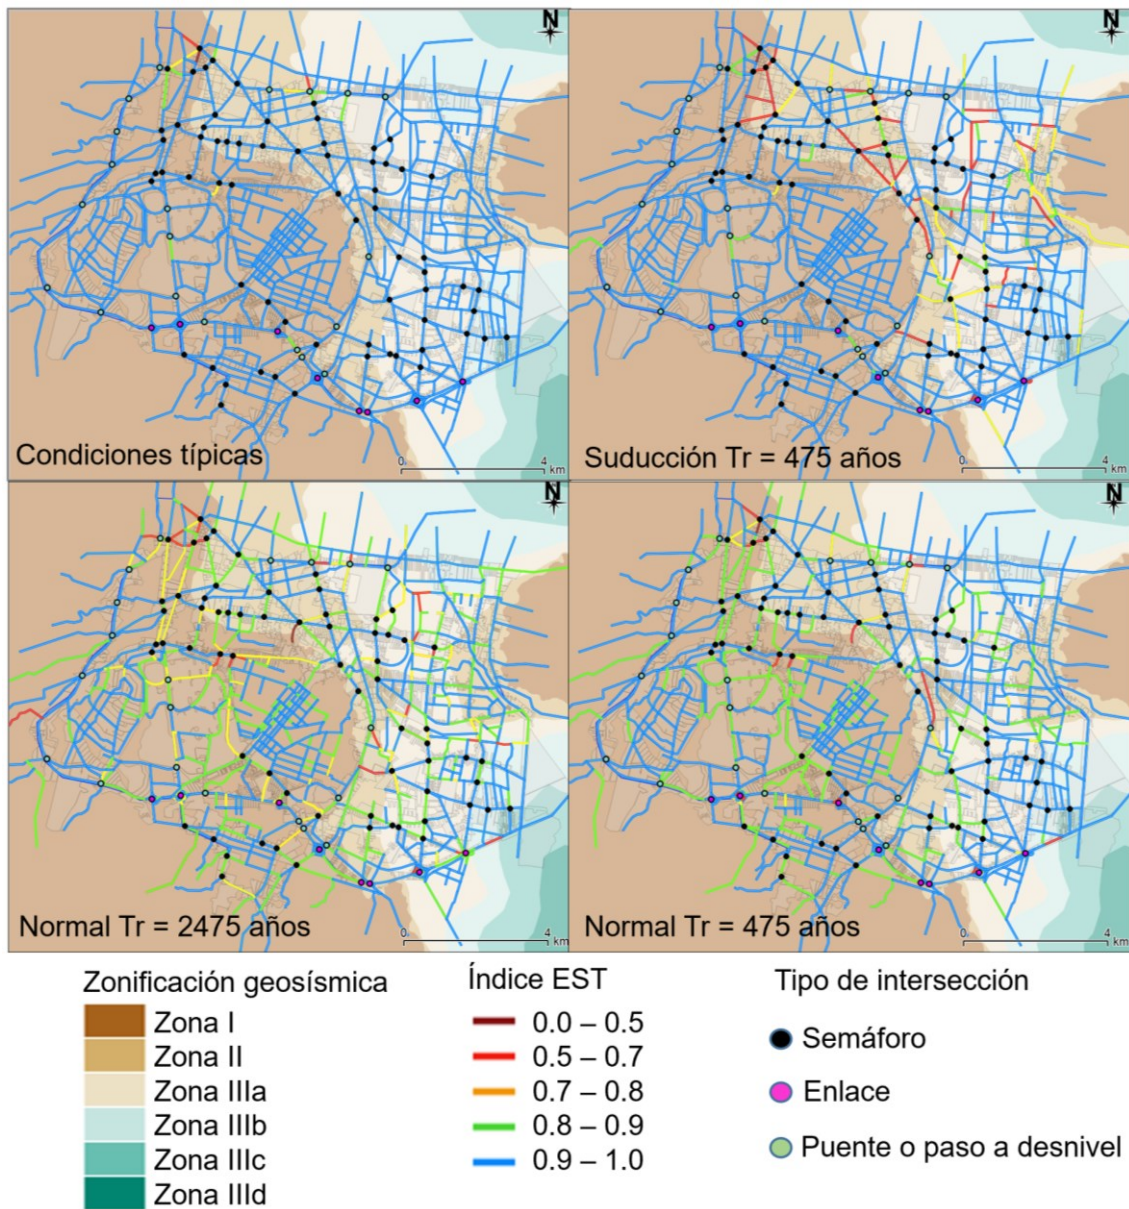 N
N
Condiciones típicas
0 4
km
Suducción Tr = 475 años
0 4
km
N
N
Normal Tr = 2475 años
0 4
km
Normal Tr = 475 años
0 4
km
Zonificación geosísmica
Zona I
Zona II
Zona IIIa
Zona IIIb
Zona IIIc
Zona IIId
Índice EST
0.0 – 0.5
0.5 – 0.7
0.7 – 0.8
0.8 – 0.9
0.9 – 1.0
Tipo de intersección
Semáforo
Enlace
Puente o paso a desnivel